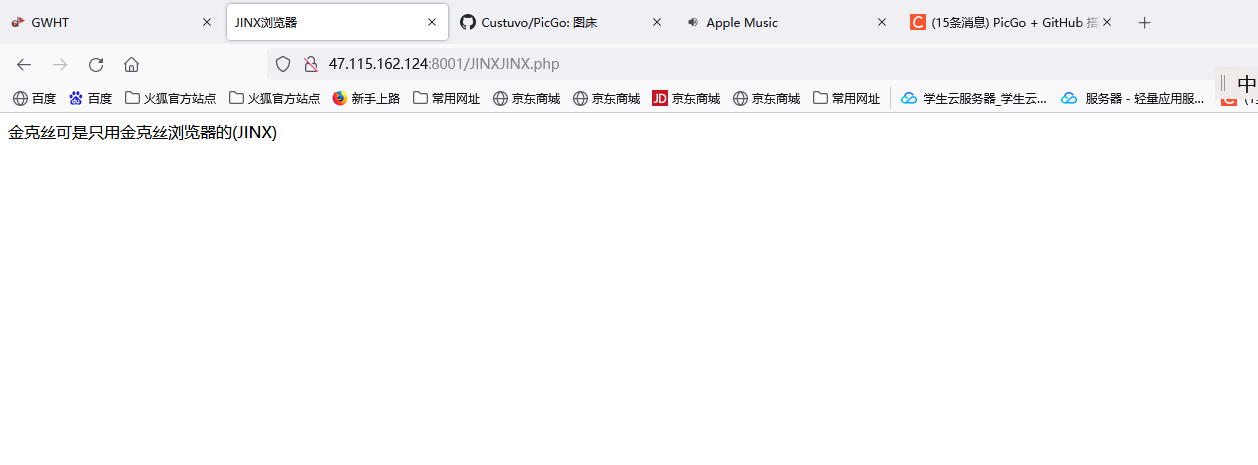 GWHT JINX浏览器 Custuvo/PicGo: 图床 Apple Music (15条消息) PicGo + GitHub 搭
47.115.162.124:8001/JINXJINX.php
中
百度 百度 火狐官方站点 火狐官方站点 新手上路 常用网址 京东商城 京东商城 JD 京东商城 京东商城 常用网址 学生云服务器_学生云... 服务器 - 轻量应用服...
金克丝可是只用金克丝浏览器的(JINX)